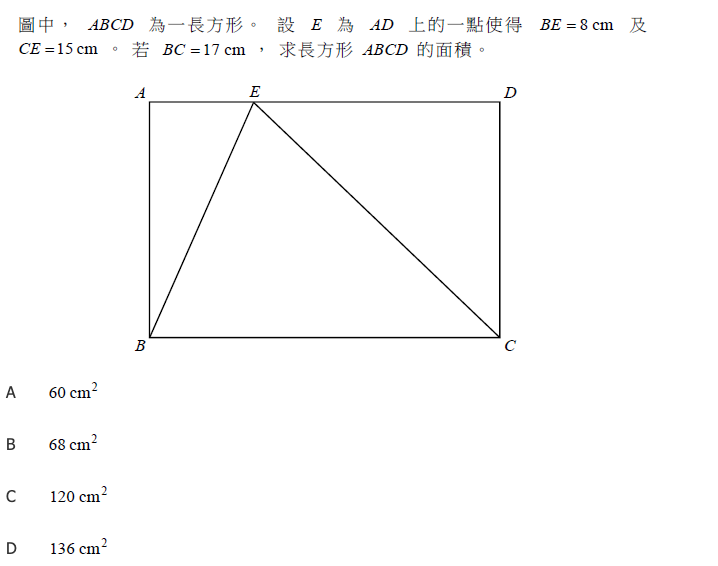 圖中， ABCD 為一長方形。 設 E 為 AD 上的一點使得 BE = 8 cm 及
CE = 15 cm 。 若 BC = 17 cm ， 求長方形 ABCD 的面積。
A E D
B C
A 60 cm²
B 68 cm²
C 120 cm²
D 136 cm²